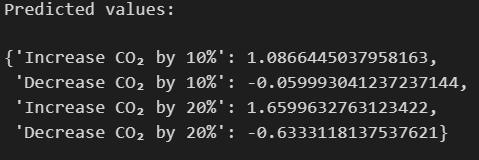 Predicted values:
{'Increase CO₂ by 10%': 1.0866445037958163,
'Decrease CO₂ by 10%': -0.059993041237237144,
'Increase CO₂ by 20%': 1.6599632763123422,
'Decrease CO₂ by 20%': -0.6333118137537621}